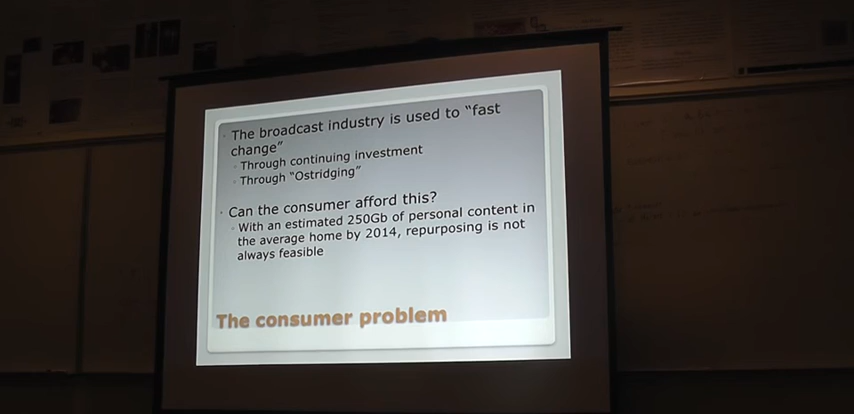 The broadcast industry is used to "fast
change"
Through continuing investment
Through "Ostridging"
Can the consumer afford this?
With an estimated 250Gb of personal content in
the average home by 2014, repurposing is not
always feasible
The consumer problem